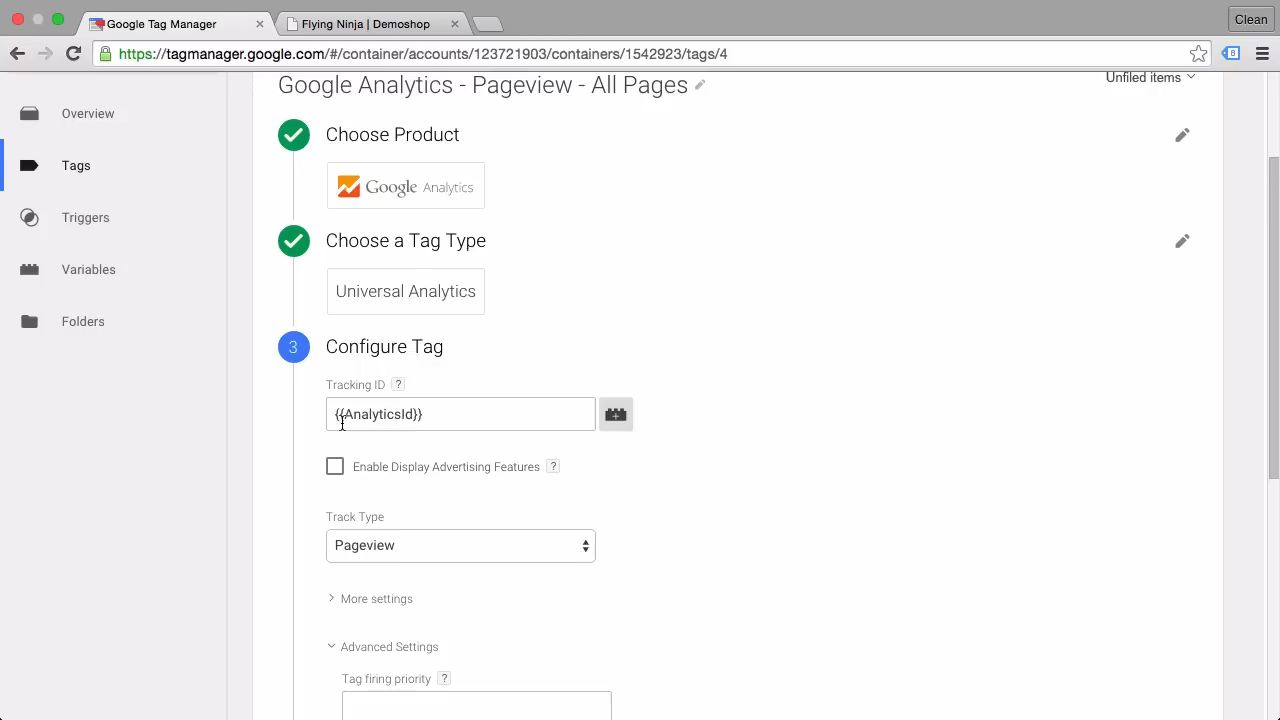 Google Tag Manager
Flying Ninja | Demoshop
Clean
https://tagmanager.google.com/#/container/accounts/123721903/containers/1542923/tags/4
8
Google Analytics - Pageview - All Pages
Unfiled items
Overview
Tags
Triggers
Variables
Folders
Choose Product
Google Analytics
Choose a Tag Type
Universal Analytics
3
Configure Tag
Tracking ID ?
{{AnalyticsId}}
Enable Display Advertising Features ?
Track Type
Pageview
More settings
Advanced Settings
Tag firing priority ?